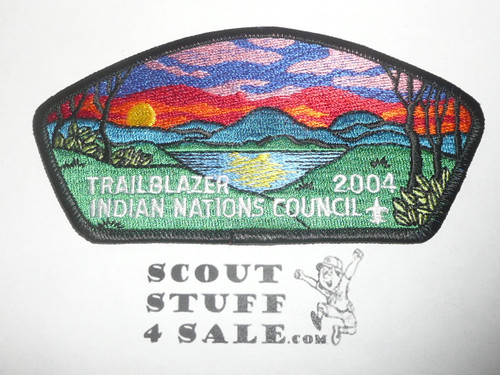 TRAILBLAZER 2004
INDIAN NATIONS COUNCIL
SCOUT
STUFF
4 SALE.COM